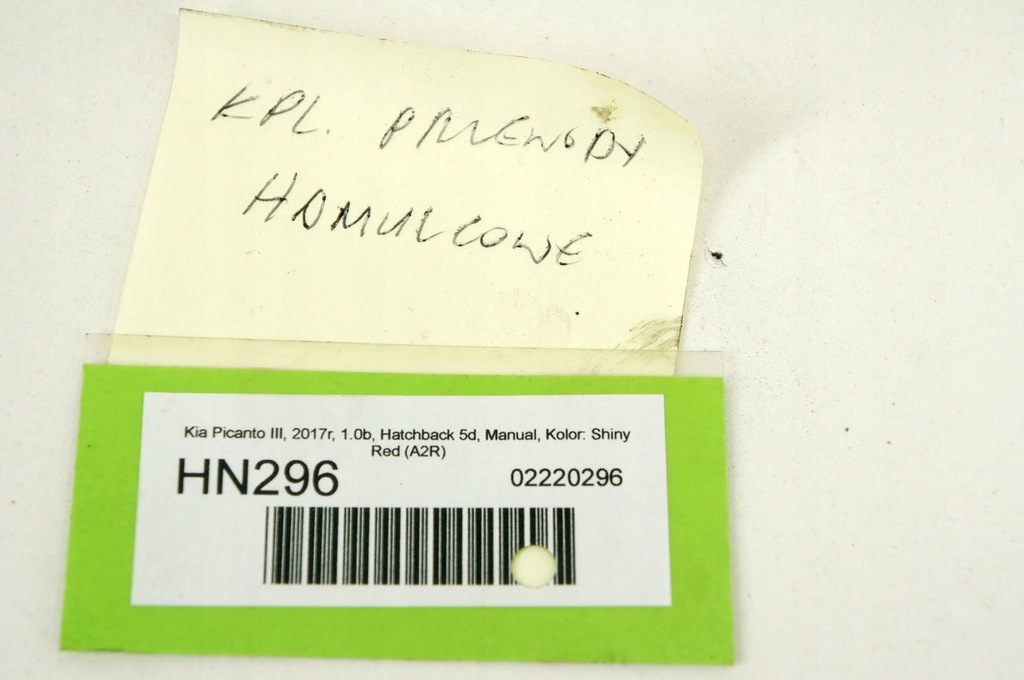 KPL. PRZEWODY
HAMULCOWE
Kia Picanto III, 2017r, 1.0b, Hatchback 5d, Manual, Kolor: Shiny
Red (A2R)
HN296 02220296